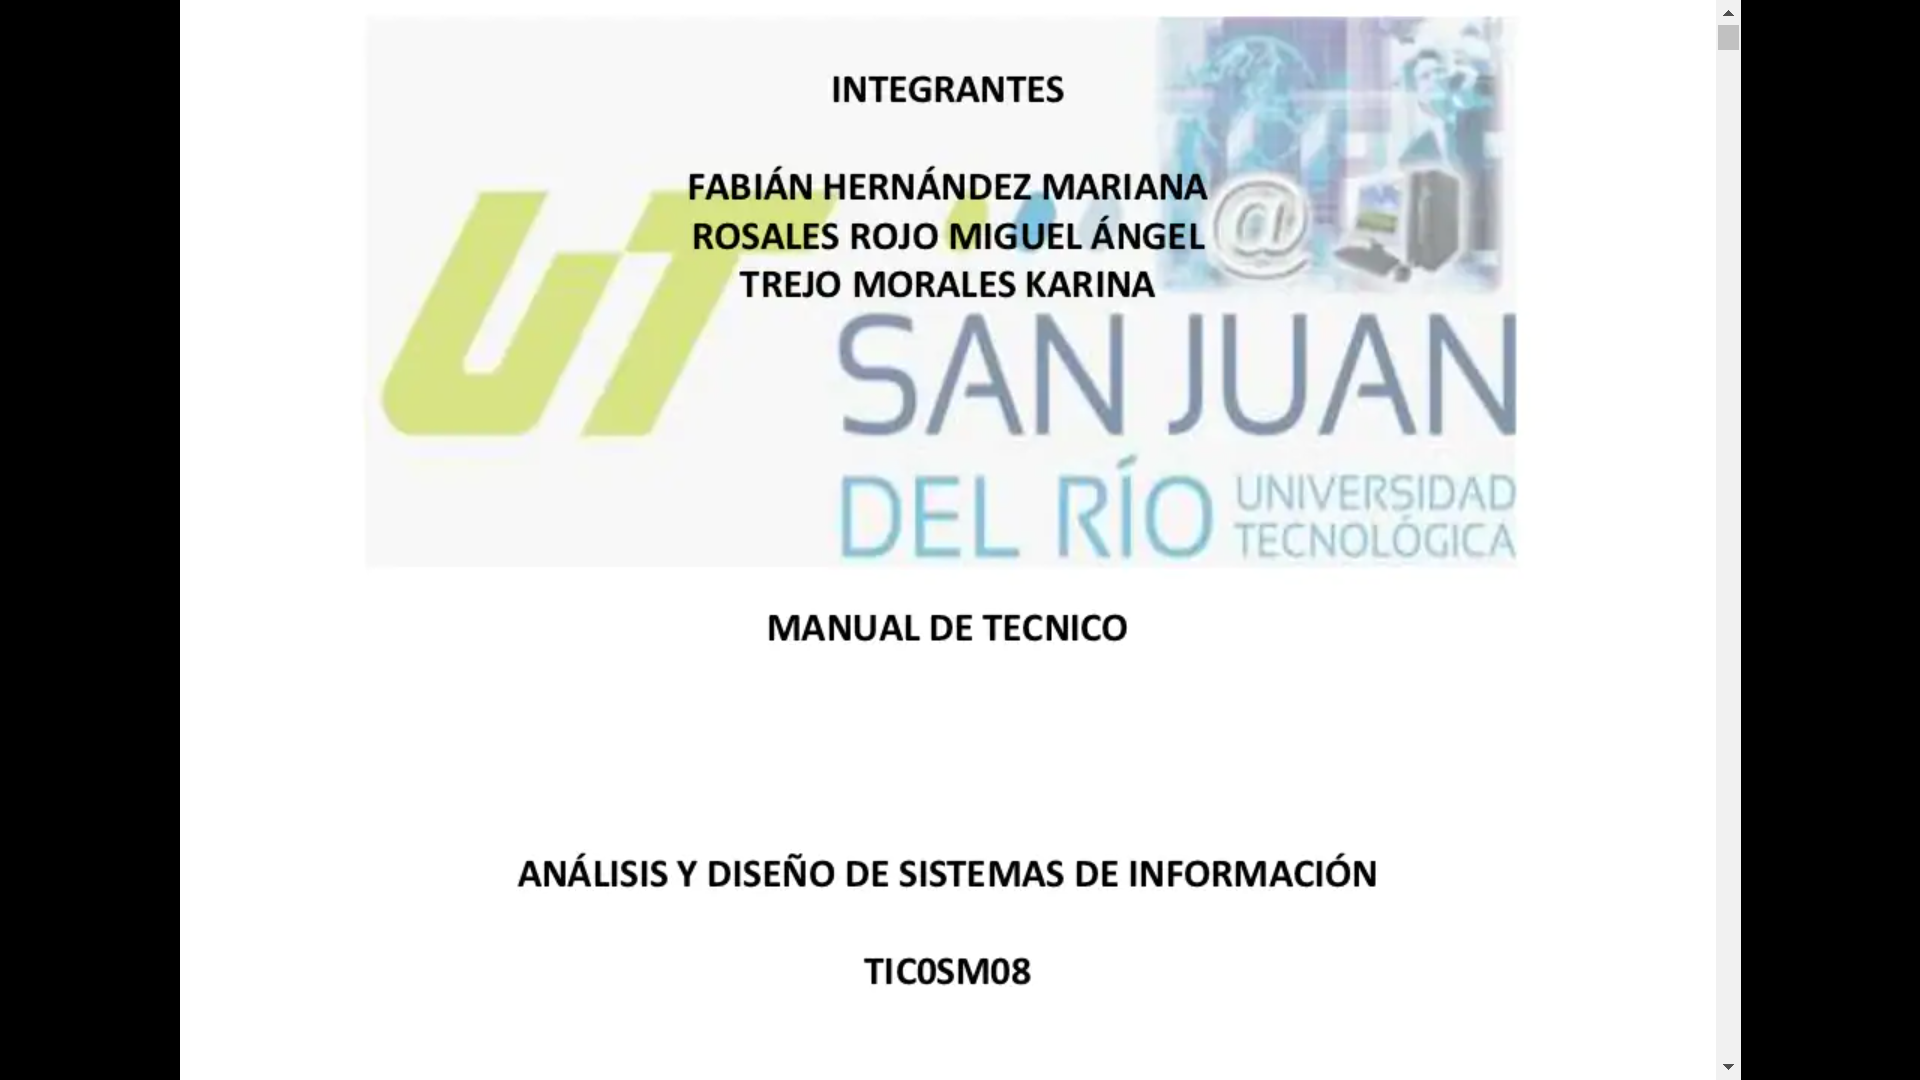 INTEGRANTES
FABIÁN HERNÁNDEZ MARIANA
ROSALES ROJO MIGUEL ÁNGEL
TREJO MORALES KARINA
UT
@
SAN JUAN
DEL RÍO
UNIVERSIDAD
TECNOLÓGICA
MANUAL DE TECNICO
ANÁLISIS Y DISEÑO DE SISTEMAS DE INFORMACIÓN
TIC0SM08